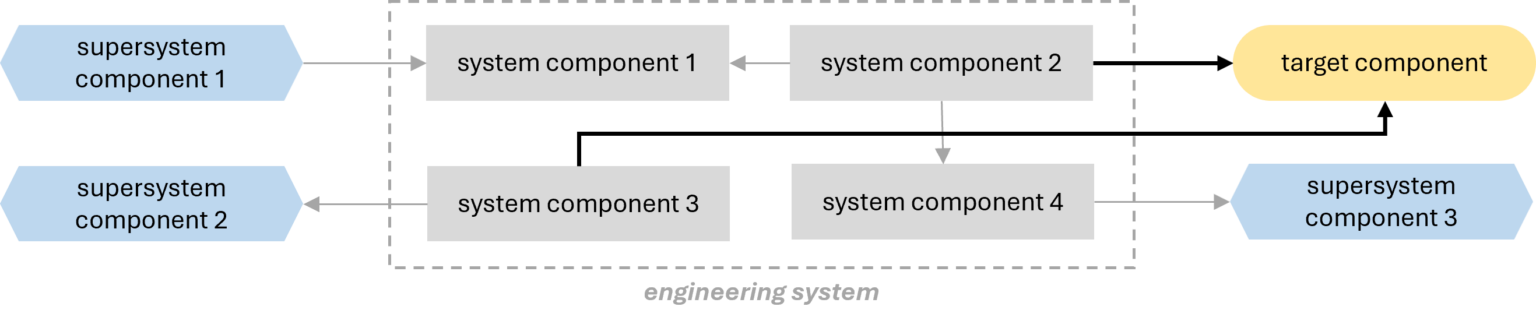 supersystem
component 1
system component 1
system component 2
target component
supersystem
component 2
system component 3
system component 4
supersystem
component 3
engineering system